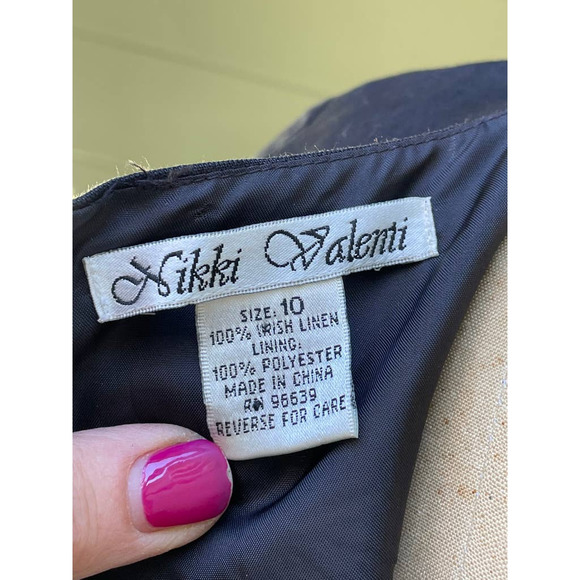 Nikki Valenti
SIZE: 10
100% IRISH LINEN
LINING:
100% POLYESTER
MADE IN CHINA
RN 96639
REVERSE FOR CARE